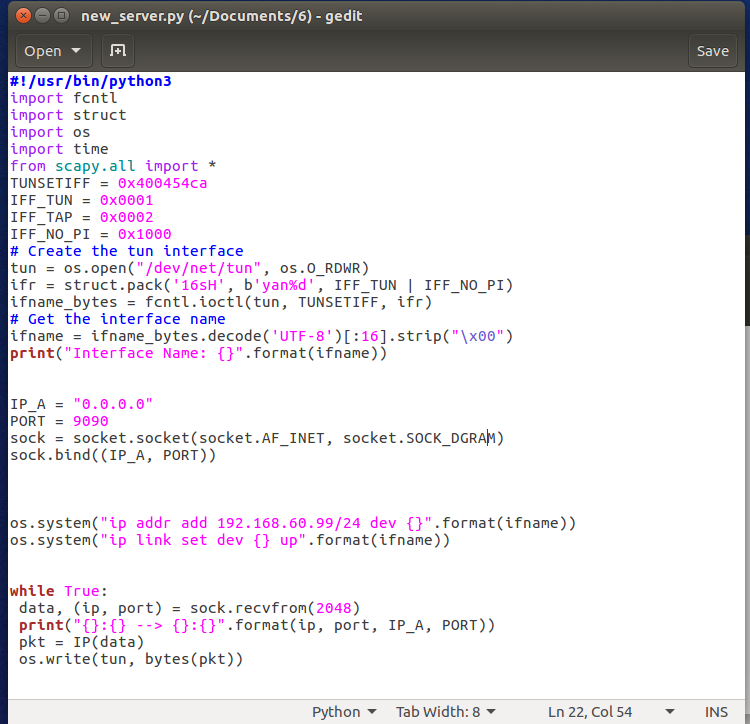 new_server.py (~/Documents/6) - gedit
Open Save
#!/usr/bin/python3
import fcntl
import struct
import os
import time
from scapy.all import *
TUNSETIFF = 0x400454ca
IFF_TUN = 0x0001
IFF_TAP = 0x0002
IFF_NO_PI = 0x1000
# Create the tun interface
tun = os.open("/dev/net/tun", os.O_RDWR)
ifr = struct.pack('16sH', b'yan%d', IFF_TUN | IFF_NO_PI)
ifname_bytes = fcntl.ioctl(tun, TUNSETIFF, ifr)
# Get the interface name
ifname = ifname_bytes.decode('UTF-8')[:16].strip("\x00")
print("Interface Name: {}".format(ifname))
IP_A = "0.0.0.0"
PORT = 9090
sock = socket.socket(socket.AF_INET, socket.SOCK_DGRAM)
sock.bind((IP_A, PORT))
os.system("ip addr add 192.168.60.99/24 dev {}".format(ifname))
os.system("ip link set dev {} up".format(ifname))
while True:
 data, (ip, port) = sock.recvfrom(2048)
 print("{}:{} --> {}:{}".format(ip, port, IP_A, PORT))
 pkt = IP(data)
 os.write(tun, bytes(pkt))
Python Tab Width: 8 Ln 22, Col 54 INS